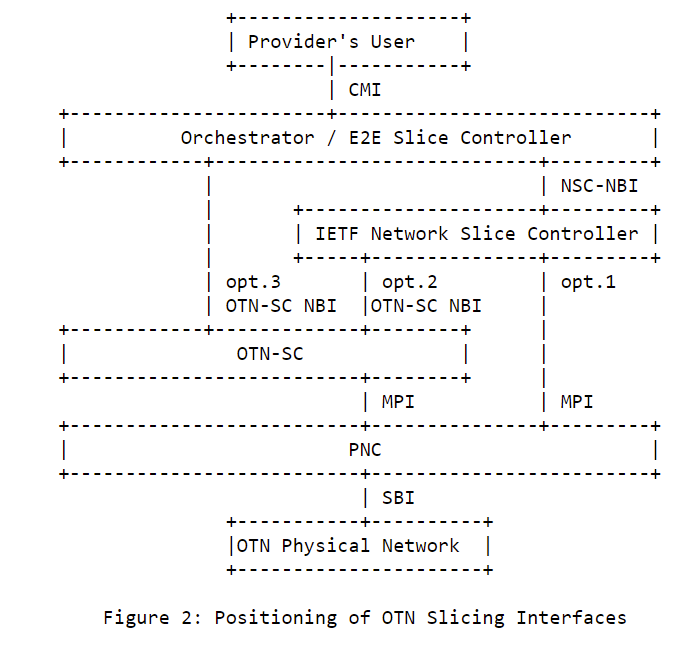 Provider's User
CMI
Orchestrator / E2E Slice Controller
NSC-NBI
IETF Network Slice Controller
opt.3 opt.2 opt.1
OTN-SC NBI OTN-SC NBI
OTN-SC
MPI MPI
PNC
SBI
OTN Physical Network
Figure 2: Positioning of OTN Slicing Interfaces